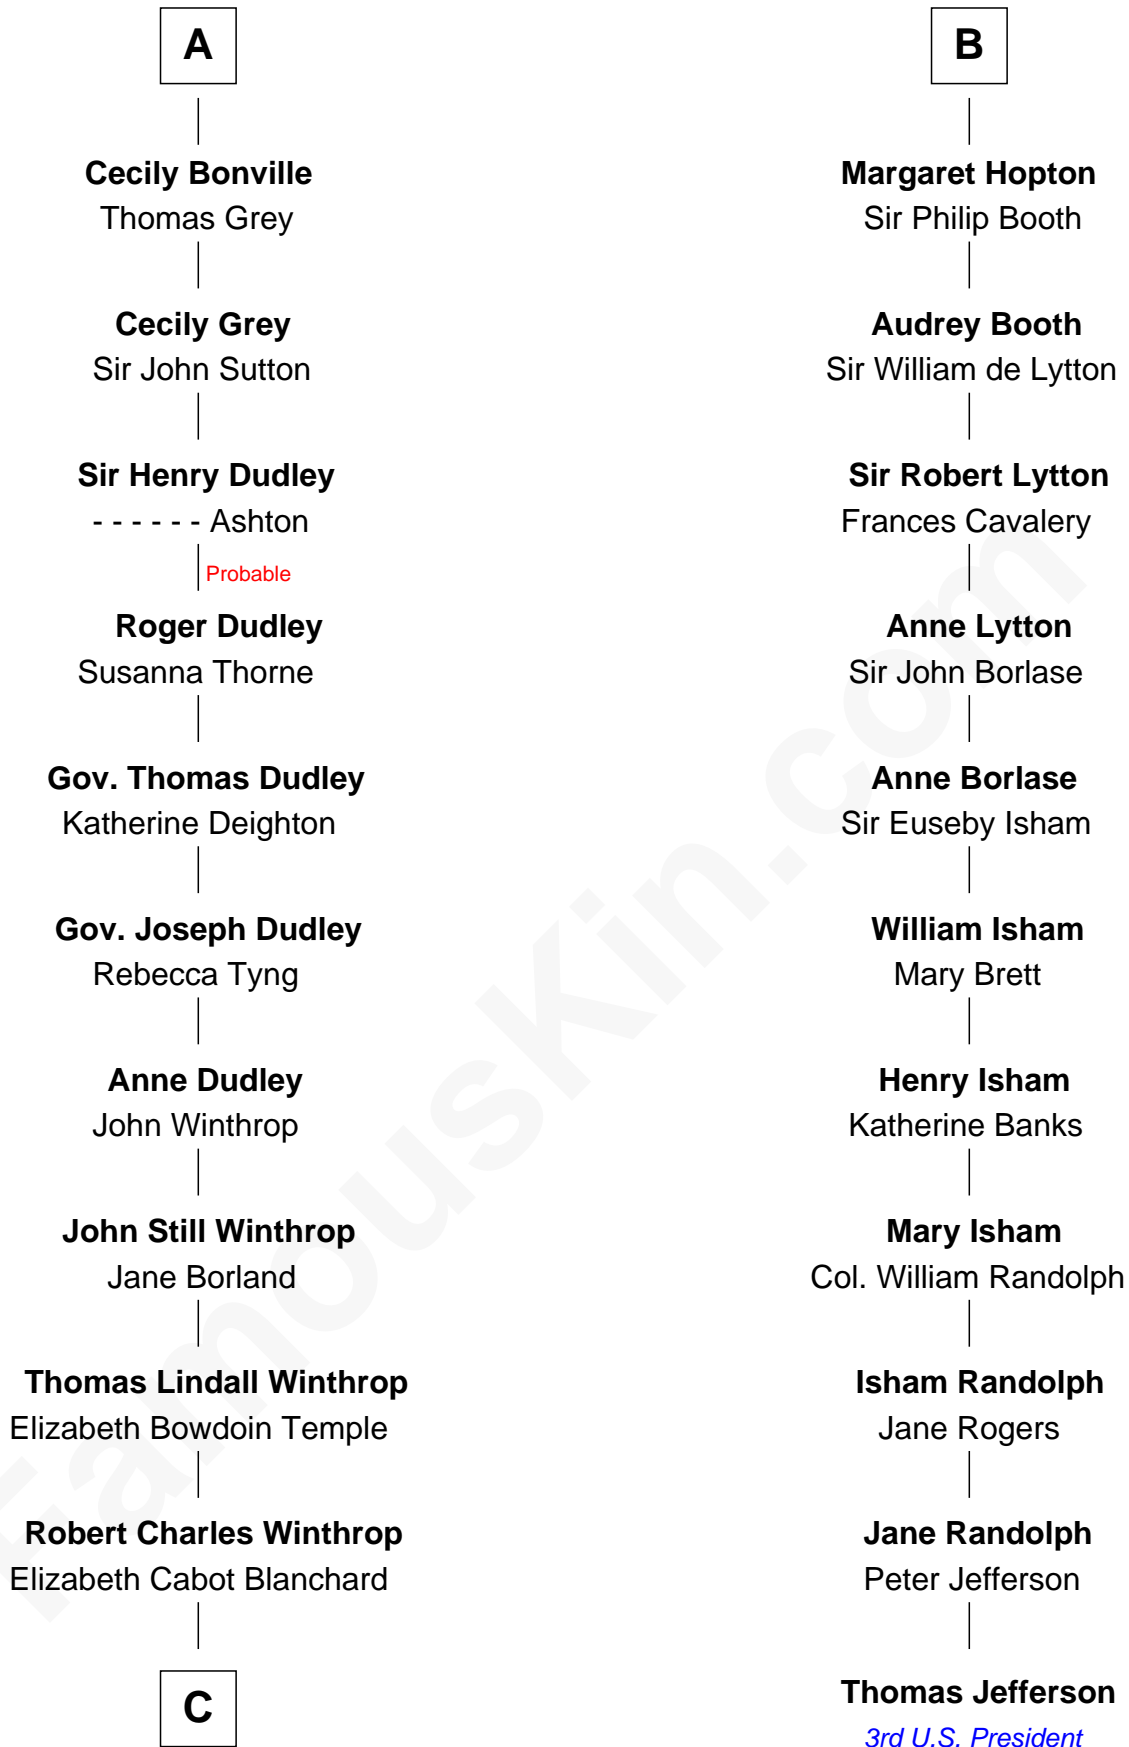 A
Cecily Bonville
Thomas Grey
Cecily Grey
Sir John Sutton
Sir Henry Dudley
- - - - - - Ashton
Probable
Roger Dudley
Susanna Thorne
Gov. Thomas Dudley
Katherine Deighton
Gov. Joseph Dudley
Rebecca Tyng
Anne Dudley
John Winthrop
John Still Winthrop
Jane Borland
Thomas Lindall Winthrop
Elizabeth Bowdoin Temple
Robert Charles Winthrop
Elizabeth Cabot Blanchard
C
B
Margaret Hopton
Sir Philip Booth
Audrey Booth
Sir William de Lytton
Sir Robert Lytton
Frances Cavalery
Anne Lytton
Sir John Borlase
Anne Borlase
Sir Euseby Isham
William Isham
Mary Brett
Henry Isham
Katherine Banks
Mary Isham
Col. William Randolph
Isham Randolph
Jane Rogers
Jane Randolph
Peter Jefferson
Thomas Jefferson
3rd U.S. President
FamousKin.com